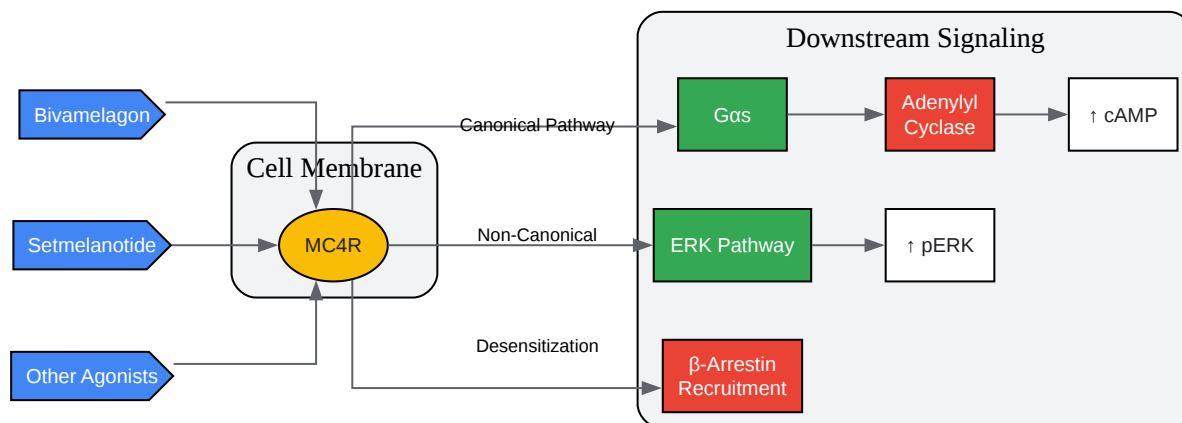 Downstream Signaling
Bivamelagon
Canonical Pathway
Gαs
Adenylyl
Cyclase
↑ cAMP
Cell Membrane
Setmelanotide
MC4R
Non-Canonical
ERK Pathway
↑ pERK
Other Agonists
Desensitization
β-Arrestin
Recruitment